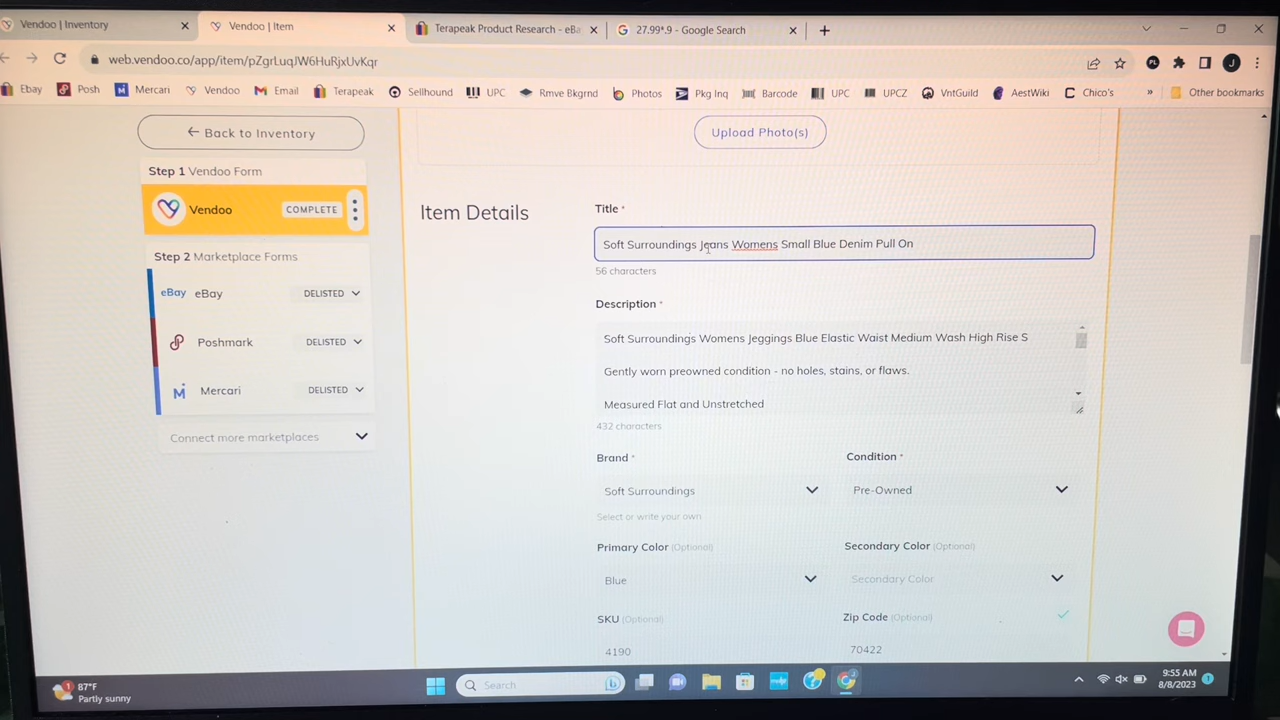 Vendoo | Inventory
Vendoo | Item
Terapeak Product Research - eBa
27.99*.9 - Google Search
web.vendoo.co/app/item/pZgrLuqJW6HuRjxUvKqr
Ebay
Posh
Mercari
Vendoo
Email
Terapeak
Sellhound
UPC
Rmve Bkgrnd
Photos
Pkg Inq
Barcode
UPC
UPCZ
VntGuild
AestWiki
Chico's
»
Other bookmarks
PL
J
← Back to Inventory
Upload Photo(s)
Step 1 Vendoo Form
Vendoo COMPLETE
Step 2 Marketplace Forms
eBay eBay DELISTED
Poshmark DELISTED
Mercari DELISTED
Connect more marketplaces
Item Details
Title *
Soft Surroundings Jeans Womens Small Blue Denim Pull On
56 characters
Description *
Soft Surroundings Womens Jeggings Blue Elastic Waist Medium Wash High Rise S
Gently worn preowned condition - no holes, stains, or flaws.
Measured Flat and Unstretched
432 characters
Brand *
Condition *
Soft Surroundings
Pre-Owned
Select or write your own
Primary Color (Optional)
Secondary Color (Optional)
Blue
Secondary Color
SKU (Optional)
Zip Code (Optional)
4190
70422
1
87°F
Partly sunny
Search
9:55 AM
8/8/2023
1